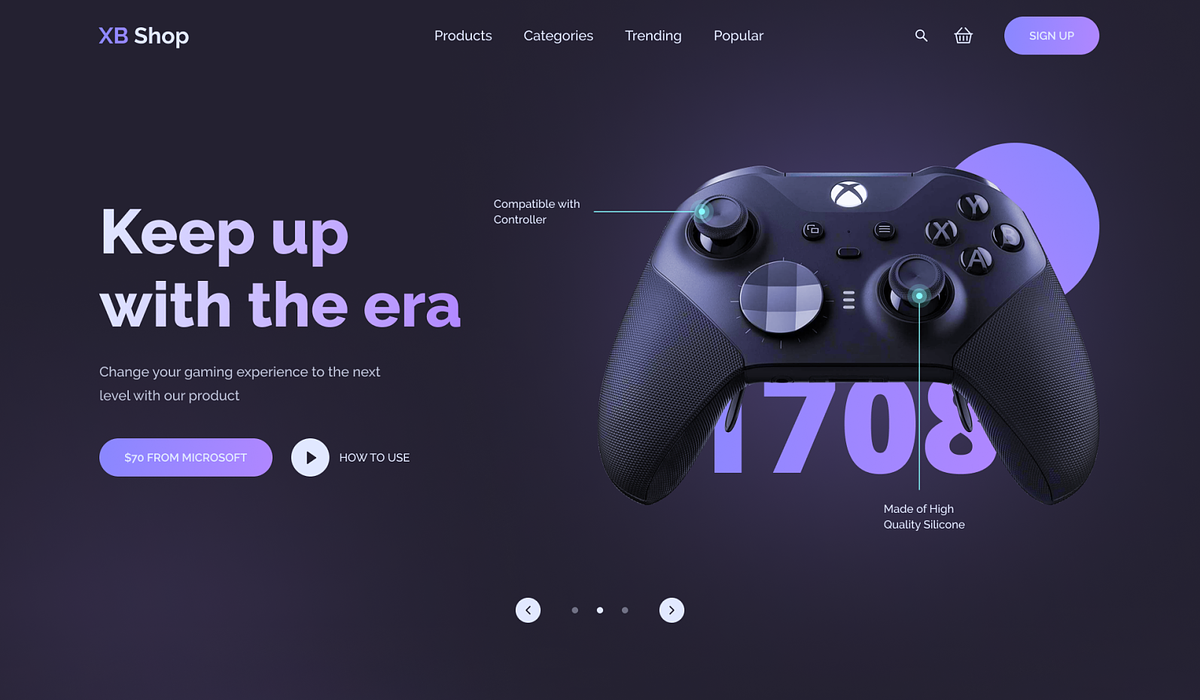 XB Shop
Products
Categories
Trending
Popular
SIGN UP
Keep up
with the era
Change your gaming experience to the next
level with our product
$70 FROM MICROSOFT
HOW TO USE
Compatible with
Controller
Y
X
B
A
1708
Made of High
Quality Silicone